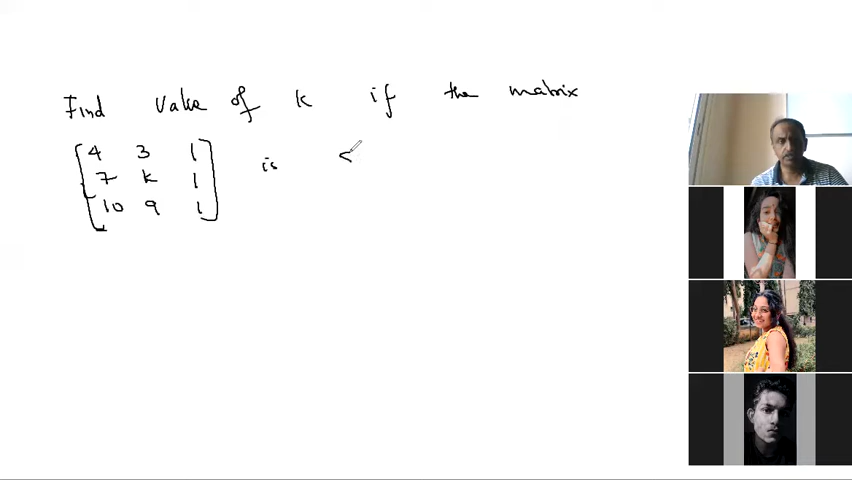 Find Value of k if the matrix
4 3 1 is
7 k 1
10 9 1